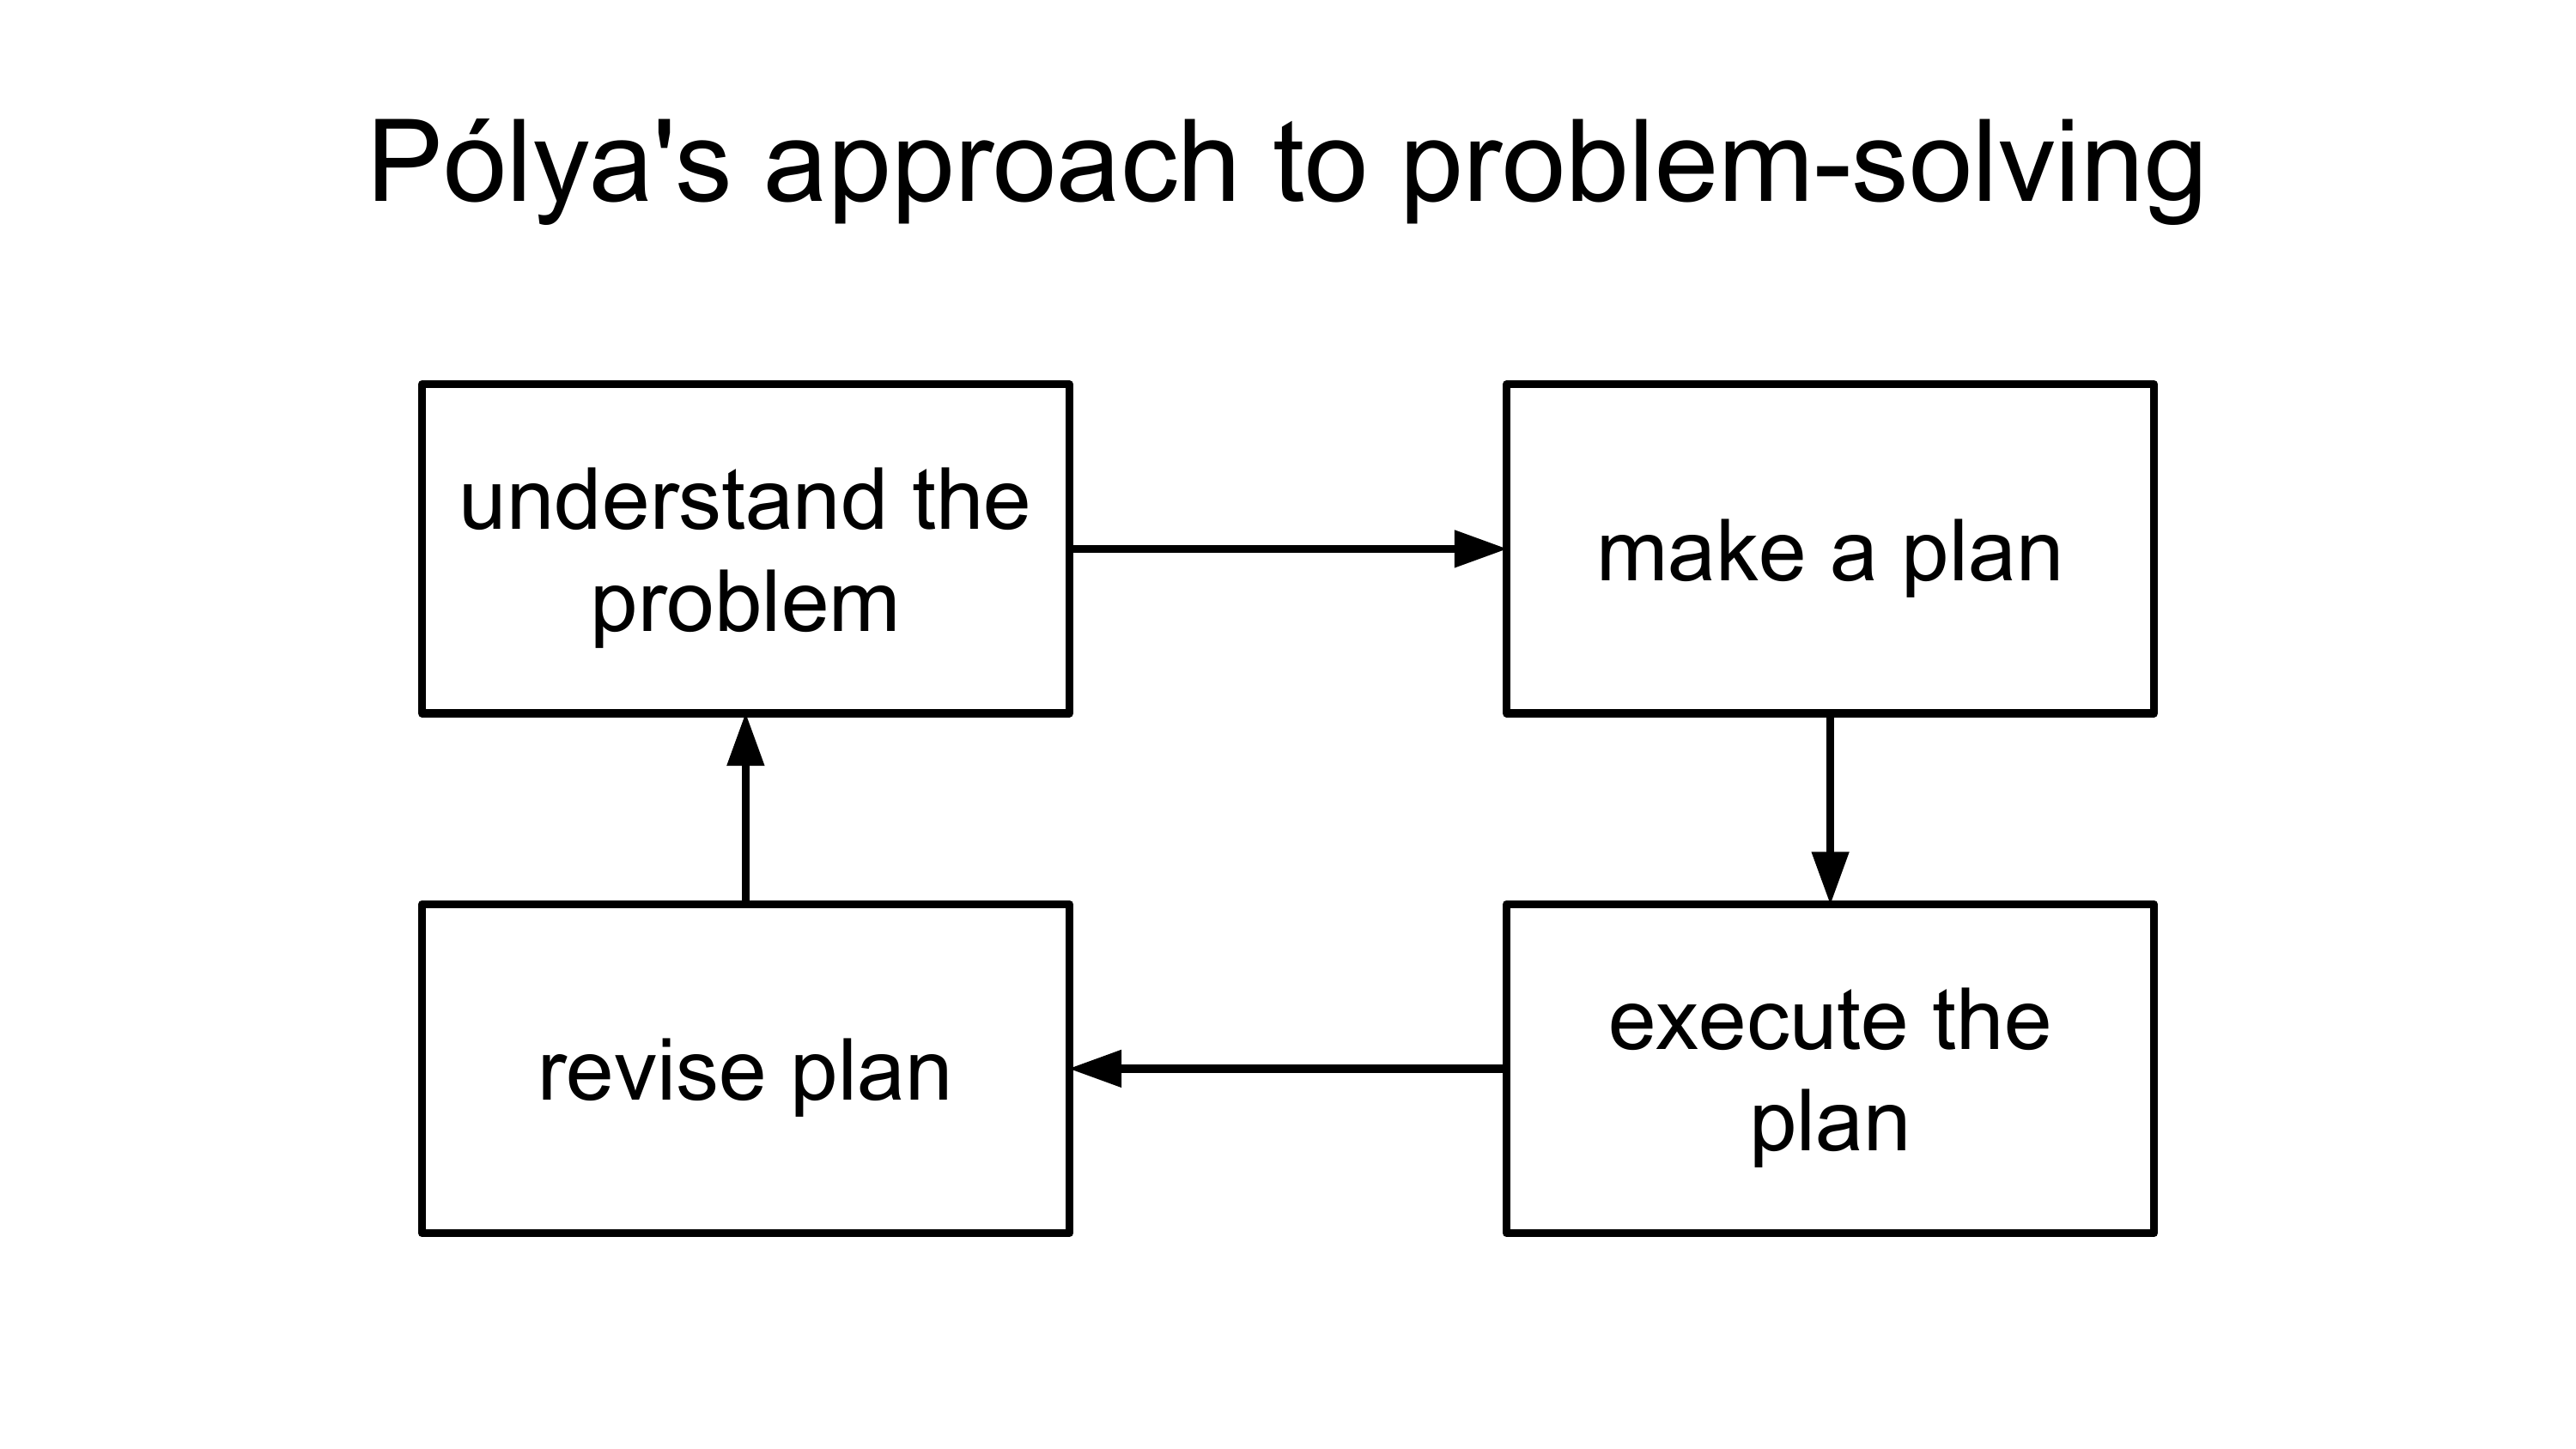 Pólya's approach to problem-solving
understand the
problem
make a plan
revise plan
execute the
plan